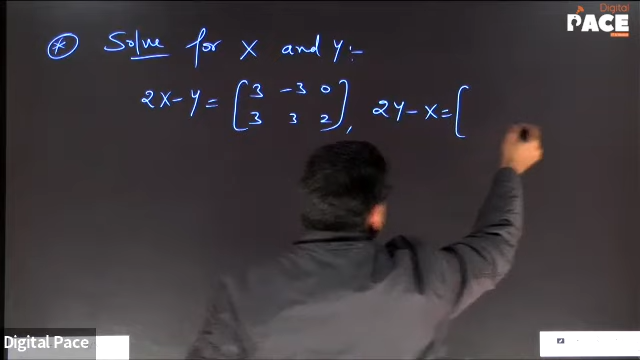 Digital
PACE
* Solve for X and Y :-
2X - Y = [ 3 -3 0
3 3 2 ] , 2Y - X = [
Digital Pace